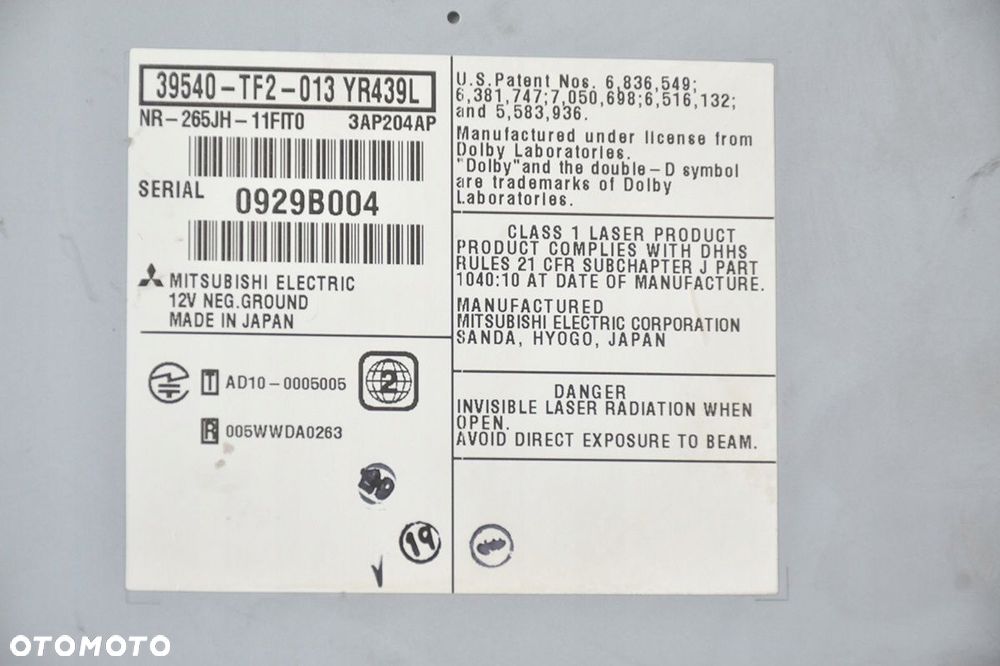 39540-TF2-013 YR439L
NR-265JH-11FIT0 3AP204AP
SERIAL 0929B004
MITSUBISHI ELECTRIC
12V NEG.GROUND
MADE IN JAPAN
T AD10-0005005
2
R 005WWDA0263
19
U.S.Patent Nos. 6,836,549;
6,381,747;7,050,698;6,516,132;
and 5,583,936.
Manufactured under license from
Dolby Laboratories.
"Dolby"and the double-D symbol
are trademarks of Dolby
Laboratories.
CLASS 1 LASER PRODUCT
PRODUCT COMPLIES WITH DHHS
RULES 21 CFR SUBCHAPTER J PART
1040:10 AT DATE OF MANUFACTURE.
MANUFACTURED
MITSUBISHI ELECTRIC CORPORATION
SANDA, HYOGO, JAPAN
DANGER
INVISIBLE LASER RADIATION WHEN
OPEN.
AVOID DIRECT EXPOSURE TO BEAM.
OTOMOTO